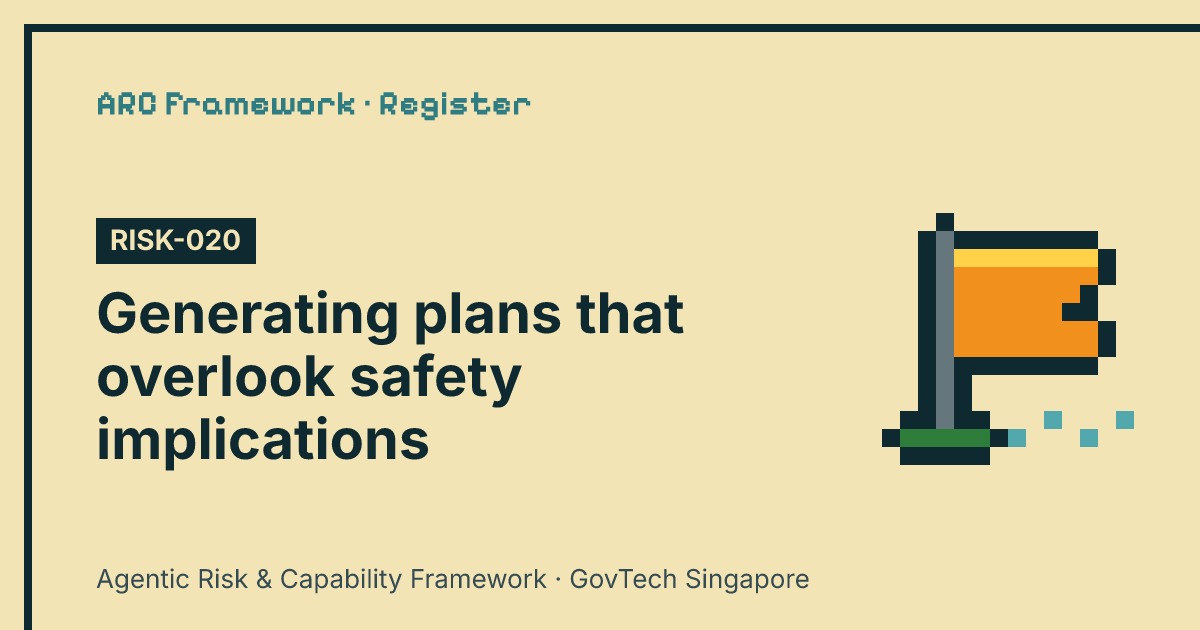 ARC Framework · Register
RISK-020
Generating plans that
overlook safety
implications
Agentic Risk & Capability Framework · GovTech Singapore